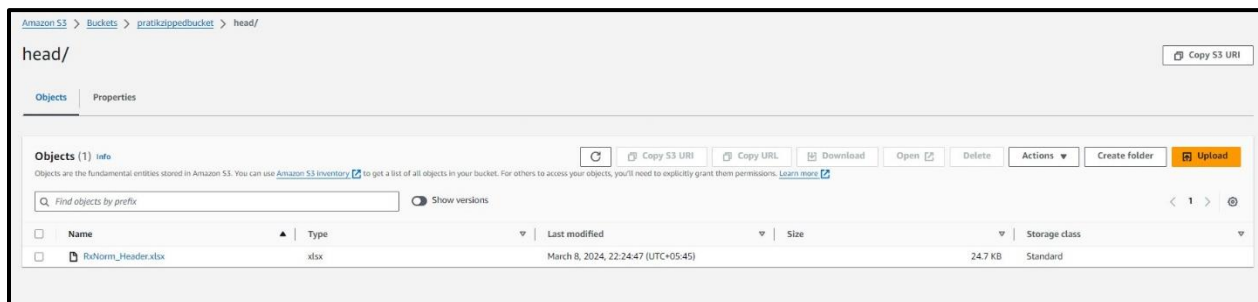 Amazon S3 > Buckets > pratikzippedbucket > head/
head/
Copy S3 URI
Objects Properties
Objects (1) Info
Copy S3 URI Copy URL Download Open Delete Actions Create folder Upload
Objects are the fundamental entities stored in Amazon S3. You can use Amazon S3 inventory to get a list of all objects in your bucket. For others to access your objects, you'll need to explicitly grant them permissions. Learn more
Find objects by prefix Show versions < 1 >
Name Type Last modified Size Storage class
RxNorm_Header.xlsx xlsx March 8, 2024, 22:24:47 (UTC+05:45) 24.7 KB Standard